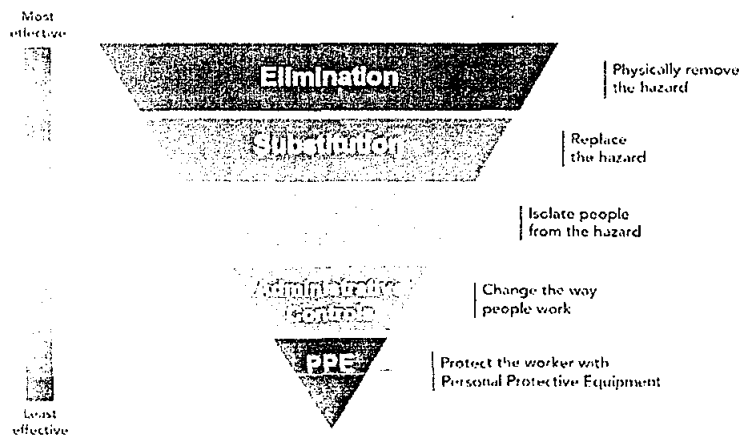 Most
effective
Elimination
Physically remove
the hazard
Substitution
Replace
the hazard
Isolate people
from the hazard
Administrative
Controls
Change the way
people work
PPE
Protect the worker with
Personal Protective Equipment
Least
effective